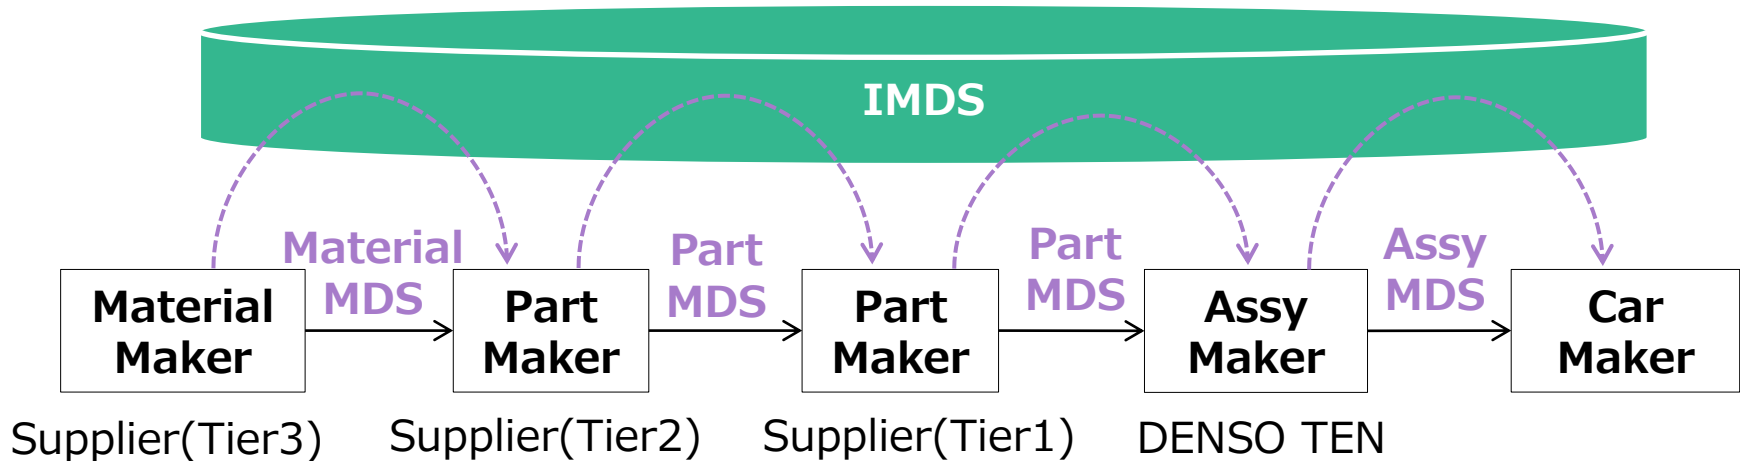 IMDS
Material
MDS
Part
MDS
Part
MDS
Assy
MDS
Material
Maker
Part
Maker
Part
Maker
Assy
Maker
Car
Maker
Supplier(Tier3)
Supplier(Tier2)
Supplier(Tier1)
DENSO TEN